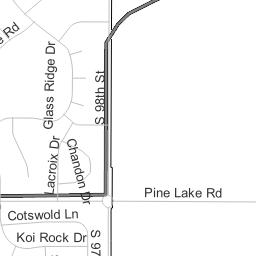 e Rd
Glass Ridge Dr
S 98th St
Lacroix Dr
Chandon Dr
Pine Lake Rd
Cotswold Ln
Koi Rock Dr
S 97